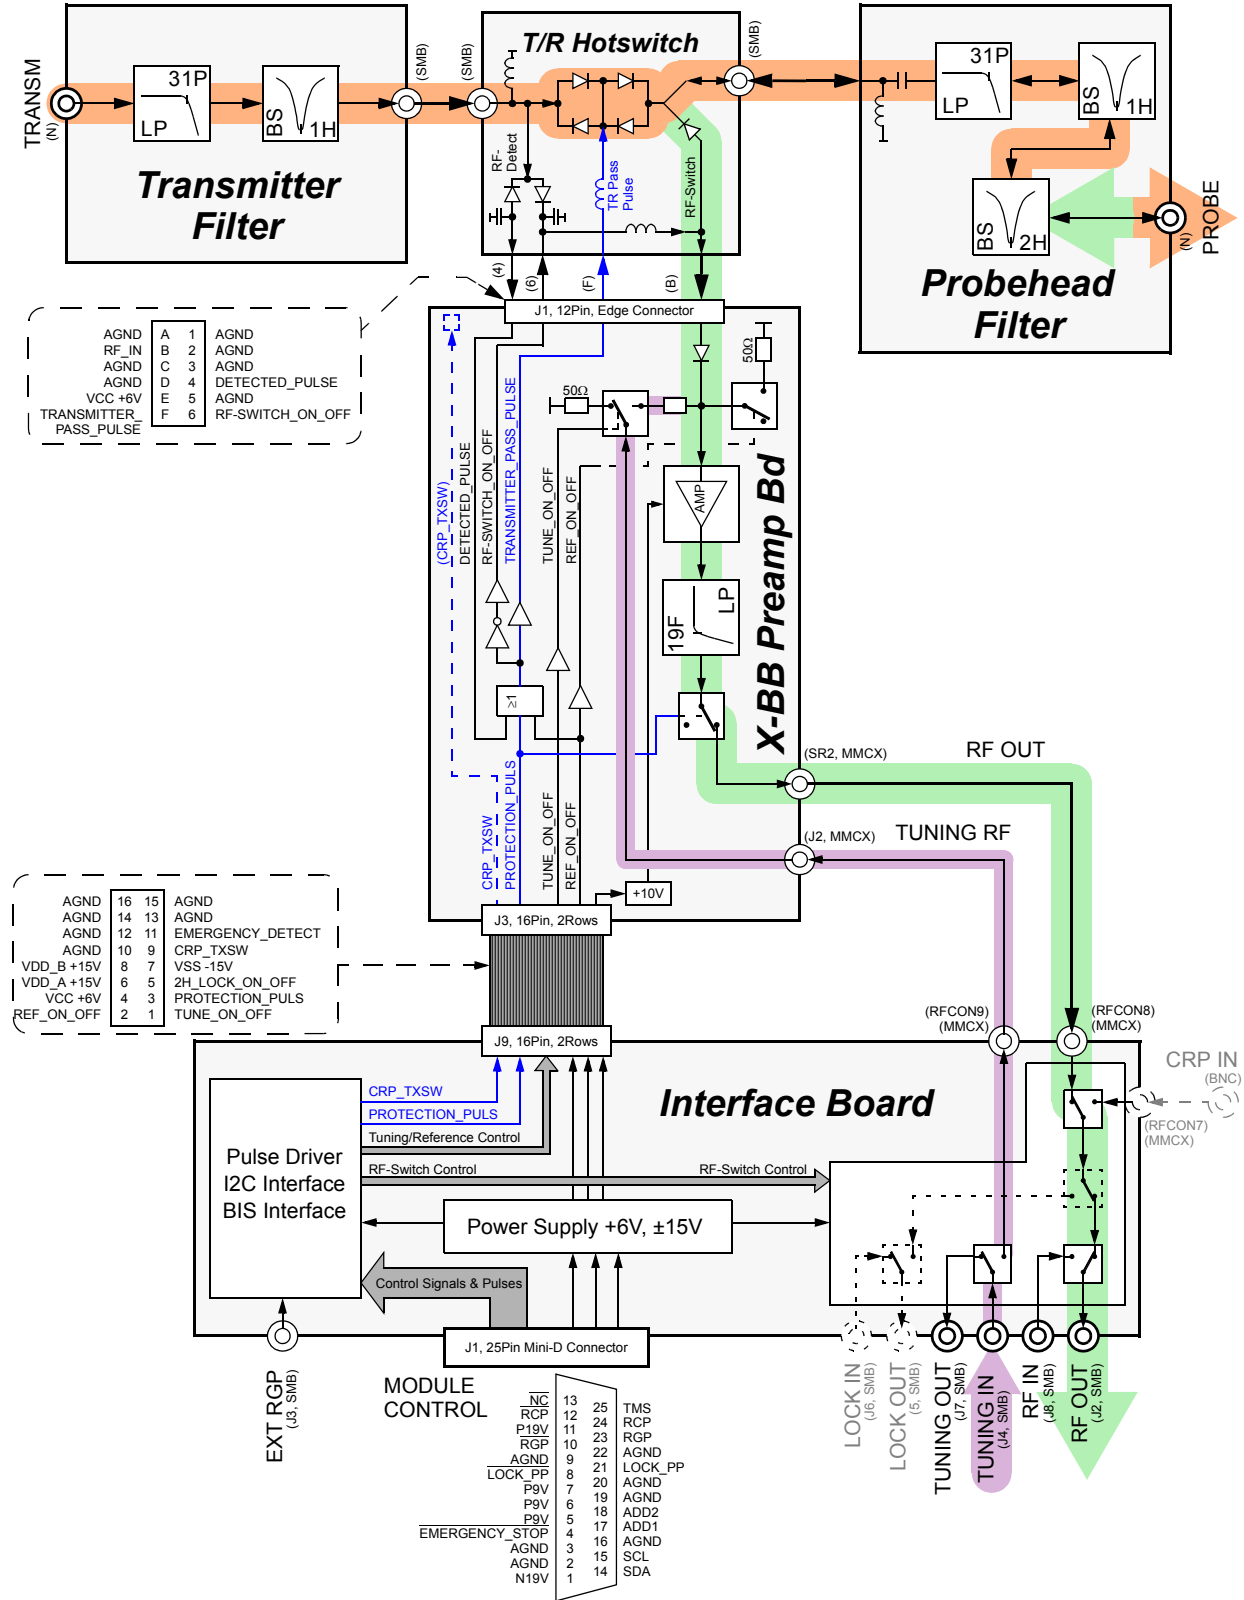 TRANSM
(N)
31P
LP
BS
1H
Transmitter
Filter
(SMB)
(SMB)
T/R Hotswitch
RF-
Detect
TR Pass
Pulse
RF-Switch
(SMB)
31P
LP
BS
1H
BS
2H
(N)
PROBE
Probehead
Filter
(4)
(6)
(F)
(B)
J1, 12Pin, Edge Connector
AGND A 1 AGND
RF_IN B 2 AGND
AGND C 3 AGND
AGND D 4 DETECTED_PULSE
VCC +6V E 5 AGND
TRANSMITTER_ F 6 RF-SWITCH_ON_OFF
PASS_PULSE
50Ω
50Ω
(CRP_TXSW)
DETECTED_PULSE
RF-SWITCH_ON_OFF
TRANSMITTER_PASS_PULSE
TUNE_ON_OFF
REF_ON_OFF
AMP
19F
LP
X-BB Preamp Bd
≥1
CRP_TXSW
PROTECTION_PULS
TUNE_ON_OFF
REF_ON_OFF
+10V
(SR2, MMCX)
RF OUT
(J2, MMCX)
TUNING RF
J3, 16Pin, 2Rows
AGND 16 15 AGND
AGND 14 13 AGND
AGND 12 11 EMERGENCY_DETECT
AGND 10 9 CRP_TXSW
VDD_B +15V 8 7 VSS -15V
VDD_A +15V 6 5 2H_LOCK_ON_OFF
VCC +6V 4 3 PROTECTION_PULS
REF_ON_OFF 2 1 TUNE_ON_OFF
J9, 16Pin, 2Rows
(RFCON9)
(MMCX)
(RFCON8)
(MMCX)
CRP IN
(BNC)
(RFCON7)
(MMCX)
Interface Board
CRP_TXSW
PROTECTION_PULS
Tuning/Reference Control
RF-Switch Control
RF-Switch Control
Pulse Driver
I2C Interface
BIS Interface
Power Supply +6V, ±15V
Control Signals & Pulses
J1, 25Pin Mini-D Connector
EXT RGP
(J3, SMB)
LOCK IN
(J6, SMB)
LOCK OUT
(5, SMB)
TUNING OUT
(J7, SMB)
TUNING IN
(J4, SMB)
RF IN
(J8, SMB)
RF OUT
(J2, SMB)
MODULE
CONTROL
NC 13
25 TMS
RCP 12
24 RCP
P19V 11
23 RGP
RGP 10
22 AGND
AGND 9
21 LOCK_PP
LOCK_PP 8
20 AGND
P9V 7
19 AGND
P9V 6
18 ADD2
P9V 5
17 ADD1
EMERGENCY_STOP 4
16 AGND
AGND 3
15 SCL
AGND 2
14 SDA
N19V 1